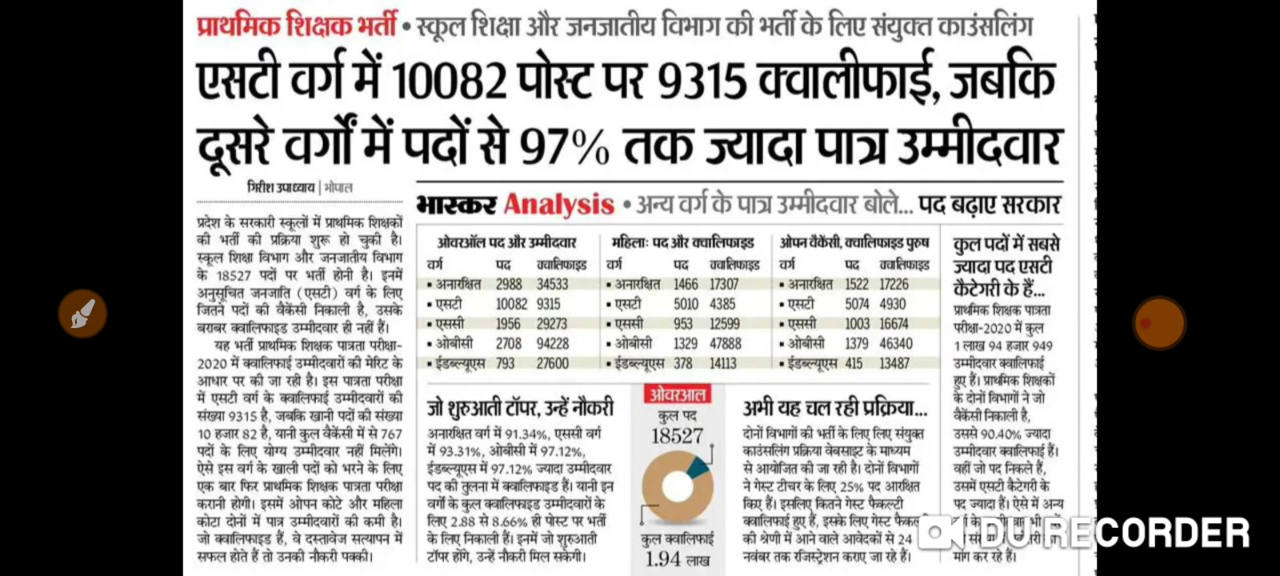 प्राथमिक शिक्षक भर्ती • स्कूल शिक्षा और जनजातीय विभाग की भर्ती के लिए संयुक्त काउंसलिंग
एसटी वर्ग में 10082 पोस्ट पर 9315 क्वालीफाई, जबकि
दूसरे वर्गों में पदों से 97% तक ज्यादा पात्र उम्मीदवार
गिरीश उपाध्याय | भोपाल
प्रदेश के सरकारी स्कूलों में प्राथमिक शिक्षकों
की भर्ती की प्रक्रिया शुरू हो चुकी है।
स्कूल शिक्षा विभाग और जनजातीय विभाग
के 18527 पदों पर भर्ती होनी है। इनमें
अनुसूचित जनजाति (एसटी) वर्ग के लिए
जितने पदों की वैकेंसी निकाली है, उसके
बराबर क्वालिफाइड उम्मीदवार ही नहीं हैं।
यह भर्ती प्राथमिक शिक्षक पात्रता परीक्षा-
2020 में क्वालिफाई उम्मीदवारों की मेरिट के
आधार पर की जा रही है। इस पात्रता परीक्षा
में एसटी वर्ग के क्वालिफाई उम्मीदवारों की
संख्या 9315 है, जबकि खाली पदों की संख्या
10 हजार 82 है, यानी कुल वैकेंसी में से 767
पदों के लिए योग्य उम्मीदवार नहीं मिलेंगे।
ऐसे इस वर्ग के खाली पदों को भरने के लिए
एक बार फिर प्राथमिक शिक्षक पात्रता परीक्षा
करानी होगी। इसमें ओपन कोटे और महिला
कोटा दोनों में पात्र उम्मीदवारों की कमी है।
जो क्वालिफाइड हैं, वे दस्तावेज सत्यापन में
सफल होते हैं तो उनकी नौकरी पक्की।
भास्कर Analysis • अन्य वर्ग के पात्र उम्मीदवार बोले... पद बढ़ाए सरकार
ओवरऑल पद और उम्मीदवार
वर्ग पद क्वालिफाइड
▪ अनारक्षित 2988 34533
▪ एसटी 10082 9315
▪ एससी 1956 29273
▪ ओबीसी 2708 94228
▪ ईडब्ल्यूएस 793 27600
महिलाः पद और क्वालिफाइड
वर्ग पद क्वालिफाइड
▪ अनारक्षित 1466 17307
▪ एसटी 5010 4385
▪ एससी 953 12599
▪ ओबीसी 1329 47888
▪ ईडब्ल्यूएस 378 14113
ओपन वैकेंसी, क्वालिफाइड पुरुष
वर्ग पद क्वालिफाइड
▪ अनारक्षित 1522 17226
▪ एसटी 5074 4930
▪ एससी 1003 16674
▪ ओबीसी 1379 46340
▪ ईडब्ल्यूएस 415 13487
जो शुरुआती टॉपर, उन्हें नौकरी
अनारक्षित वर्ग में 91.34%, एससी वर्ग
में 93.31%, ओबीसी में 97.12%,
ईडब्ल्यूएस में 97.12% ज्यादा उम्मीदवार
पद की तुलना में क्वालिफाइड हैं। यानी इन
वर्गों के कुल क्वालिफाइड उम्मीदवारों के
लिए 2.88 से 8.66% ही पोस्ट पर भर्ती
के लिए निकाली हैं। इनमें जो शुरुआती
टॉपर होंगे, उन्हें नौकरी मिल सकेगी।
ओवरआल
कुल पद
18527
कुल क्वालिफाई
1.94 लाख
अभी यह चल रही प्रक्रिया...
दोनों विभागों की भर्ती के लिए लिए संयुक्त
काउंसलिंग प्रक्रिया वेबसाइट के माध्यम
से आयोजित की जा रही है। दोनों विभागों
ने गेस्ट टीचर के लिए 25% पद आरक्षित
किए हैं। इसलिए कितने गेस्ट फैकल्टी
क्वालिफाई हुए हैं, इसके लिए गेस्ट फैकल्
की श्रेणी में आने वाले आवेदकों से 24
नवंबर तक रजिस्ट्रेशन कराए जा रहे हैं।
कुल पदों में सबसे
ज्यादा पद एसटी
कैटेगरी के हैं...
प्राथमिक शिक्षक पात्रता
परीक्षा-2020 में कुल
1 लाख 94 हजार 949
उम्मीदवार क्वालिफाई
हुए हैं। प्राथमिक शिक्षकों
के दोनों विभागों ने जो
वैकेंसी निकाली है,
उससे 90.40% ज्यादा
उम्मीदवार क्वालिफाई हैं।
वहीं जो पद निकले हैं,
उसमें एसटी कैटेगरी के
पद ज्यादा हैं। ऐसे में अन्य
मांग कर रहे हैं।
DU RECORDER